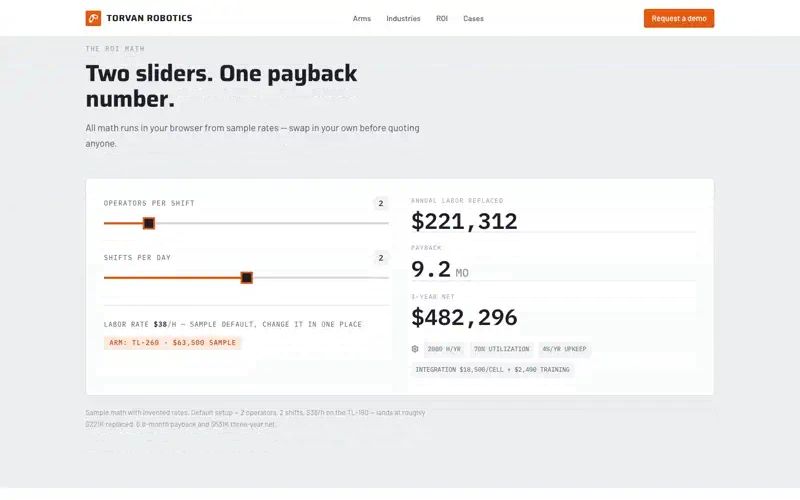 TORVAN ROBOTICS
Arms
Industries
ROI
Cases
Request a demo
THE ROI MATH
Two sliders. One payback
number.
All math runs in your browser from sample rates — swap in your own before quoting
anyone.
OPERATORS PER SHIFT
2
SHIFTS PER DAY
2
LABOR RATE $38/H — SAMPLE DEFAULT, CHANGE IT IN ONE PLACE
ARM: TL-260 · $63,500 SAMPLE
ANNUAL LABOR REPLACED
$221,312
PAYBACK
9.2 MO
3-YEAR NET
$482,296
2080 H/YR
70% UTILIZATION
4%/YR UPKEEP
INTEGRATION $18,500/CELL + $2,400 TRAINING
Sample math with invented rates. Default setup — 2 operators, 2 shifts, $38/h on the TL-180 — lands at roughly
$221K replaced, 6.8-month payback and $531K three-year net.